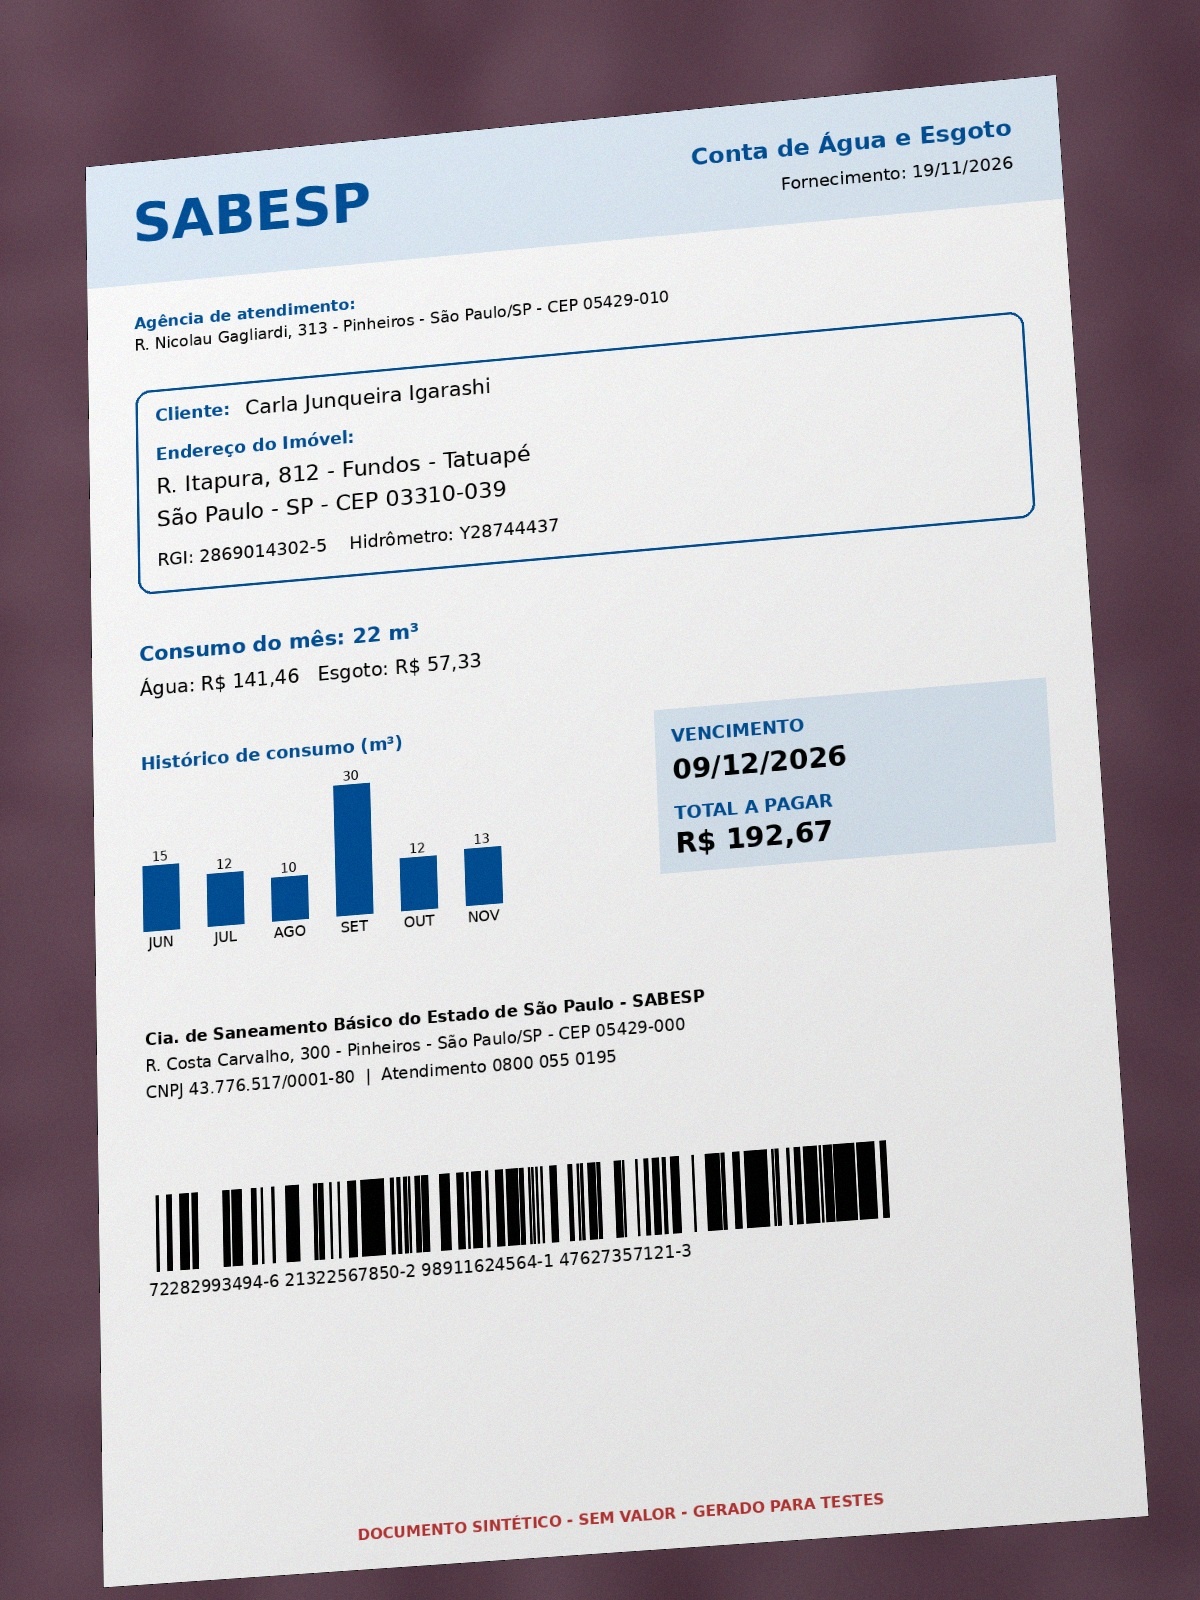 SABESP
Conta de Água e Esgoto
Fornecimento: 19/11/2026
Agência de atendimento:
R. Nicolau Gagliardi, 313 - Pinheiros - São Paulo/SP - CEP 05429-010
Cliente: Carla Junqueira Igarashi
Endereço do Imóvel:
R. Itapura, 812 - Fundos - Tatuapé
São Paulo - SP - CEP 03310-039
RGI: 2869014302-5 Hidrômetro: Y28744437
Consumo do mês: 22 m³
Água: R$ 141,46 Esgoto: R$ 57,33
Histórico de consumo (m³)
15 12 10 30 12 13
JUN JUL AGO SET OUT NOV
VENCIMENTO
09/12/2026
TOTAL A PAGAR
R$ 192,67
Cia. de Saneamento Básico do Estado de São Paulo - SABESP
R. Costa Carvalho, 300 - Pinheiros - São Paulo/SP - CEP 05429-000
CNPJ 43.776.517/0001-80 | Atendimento 0800 055 0195
72282993494-6 21322567850-2 98911624564-1 47627357121-3
DOCUMENTO SINTÉTICO - SEM VALOR - GERADO PARA TESTES